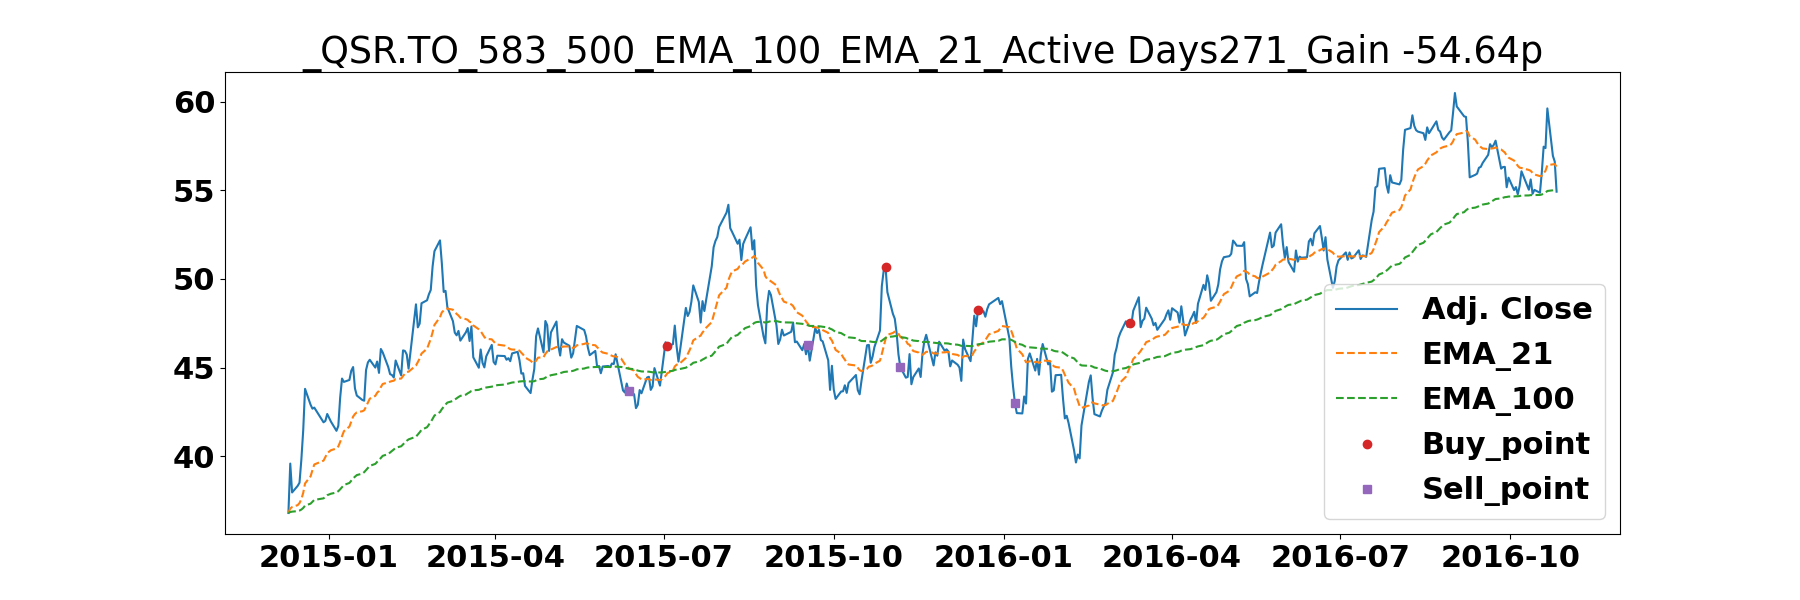 _QSR.TO_583_500_EMA_100_EMA_21_Active Days271_Gain -54.64p
60
55
50
45
40
Adj. Close
EMA_21
EMA_100
Buy_point
Sell_point
2015-01 2015-04 2015-07 2015-10 2016-01 2016-04 2016-07 2016-10